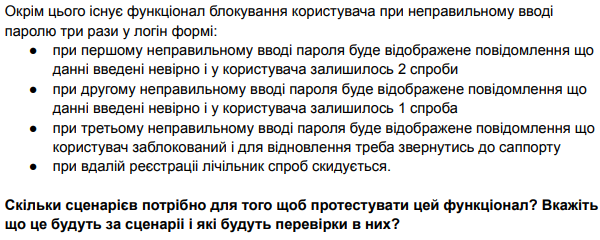 Окрім цього існує функціонал блокування користувача при неправильному вводі
паролю три рази у логін формі:
● при першому неправильному вводі пароля буде відображене повідомлення що
данні введені невірно і у користувача залишилось 2 спроби
● при другому неправильному вводі пароля буде відображене повідомлення що
данні введені невірно і у користувача залишилось 1 спроба
● при третьому неправильному вводі пароля буде відображене повідомлення що
користувач заблокований і для відновлення треба звернутись до саппорту
● при вдалій реєстраціі лічільник спроб скидується.
Скільки сценарієв потрібно для того щоб протестувати цей функціонал? Вкажіть
що це будуть за сценаріі і які будуть перевірки в них?